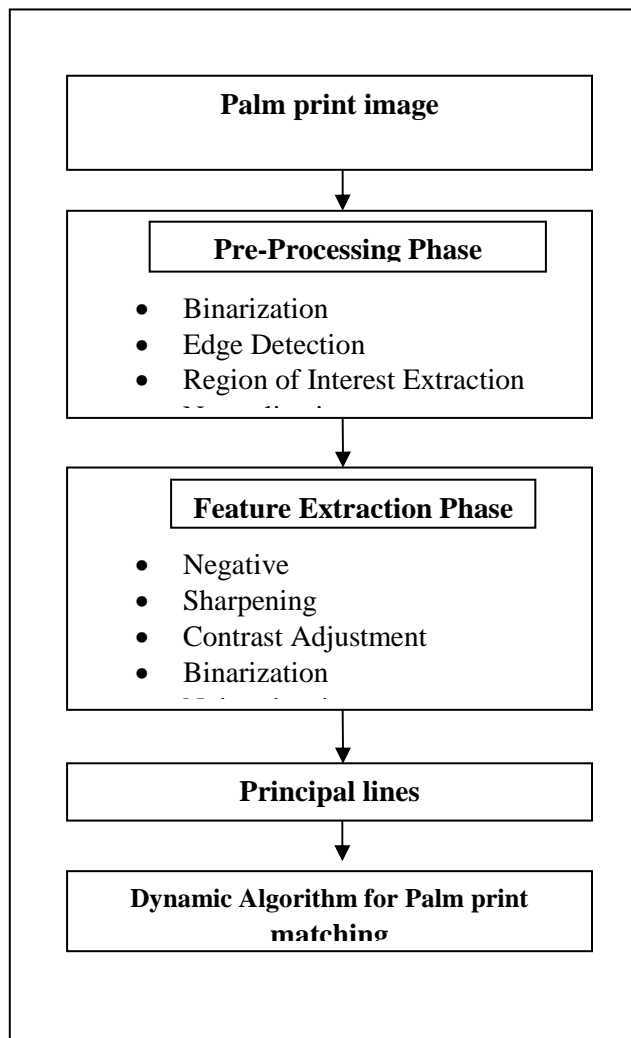 Palm print image
Pre-Processing Phase
• Binarization
• Edge Detection
• Region of Interest Extraction
Feature Extraction Phase
• Negative
• Sharpening
• Contrast Adjustment
• Binarization
Principal lines
Dynamic Algorithm for Palm print
matching